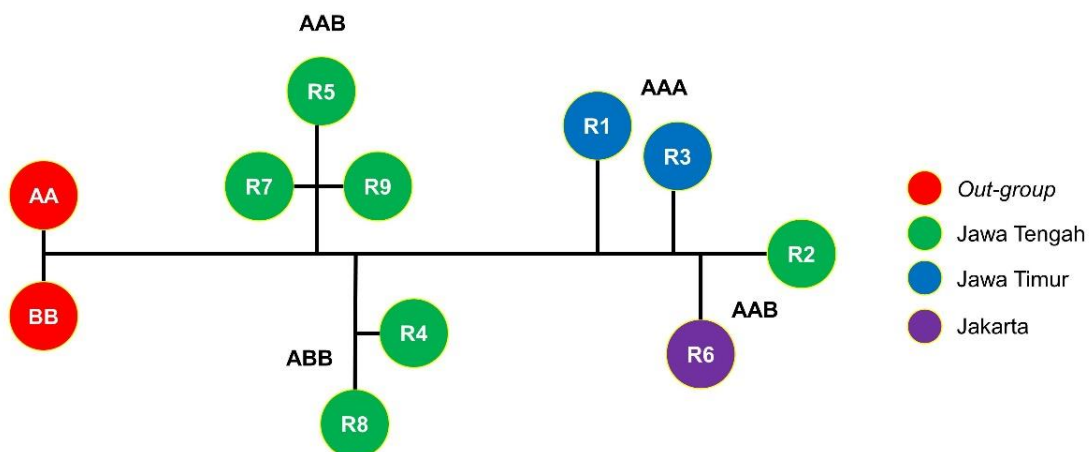 AAB
R5
AAA
R1
R3
R7
R9
AA
Out-group
Jawa Tengah
R2
Jawa Timur
BB
AAB
Jakarta
R4
ABB
R6
R8